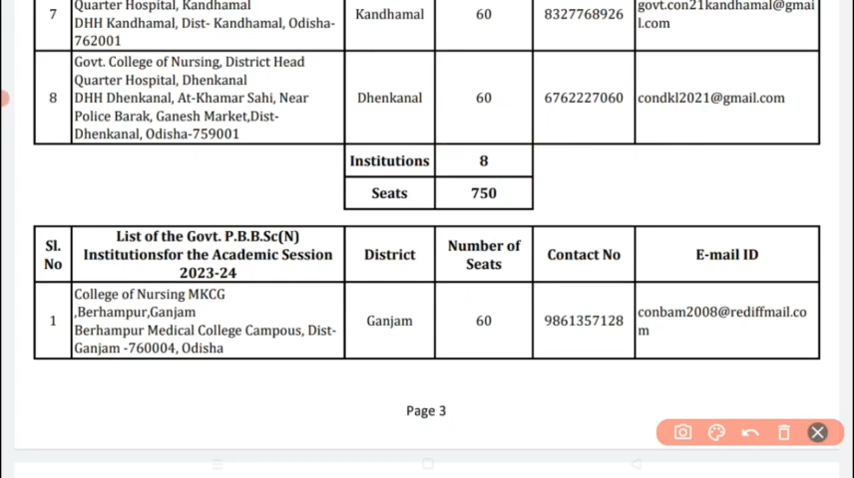 7
Quarter Hospital, Kandhamal
DHH Kandhamal, Dist- Kandhamal, Odisha-
762001
Kandhamal
60
8327768926
govt.con21kandhamal@gmai
l.com
8
Govt. College of Nursing, District Head
Quarter Hospital, Dhenkanal
DHH Dhenkanal, At-Khamar Sahi, Near
Police Barak, Ganesh Market,Dist-
Dhenkanal, Odisha-759001
Dhenkanal
60
6762227060
condkl2021@gmail.com
Institutions
8
Seats
750
Sl.
No
List of the Govt. P.B.B.Sc(N)
Institutionsfor the Academic Session
2023-24
District
Number of
Seats
Contact No
E-mail ID
1
College of Nursing MKCG
,Berhampur,Ganjam
Berhampur Medical College Campous, Dist-
Ganjam -760004, Odisha
Ganjam
60
9861357128
conbam2008@rediffmail.co
m
Page 3